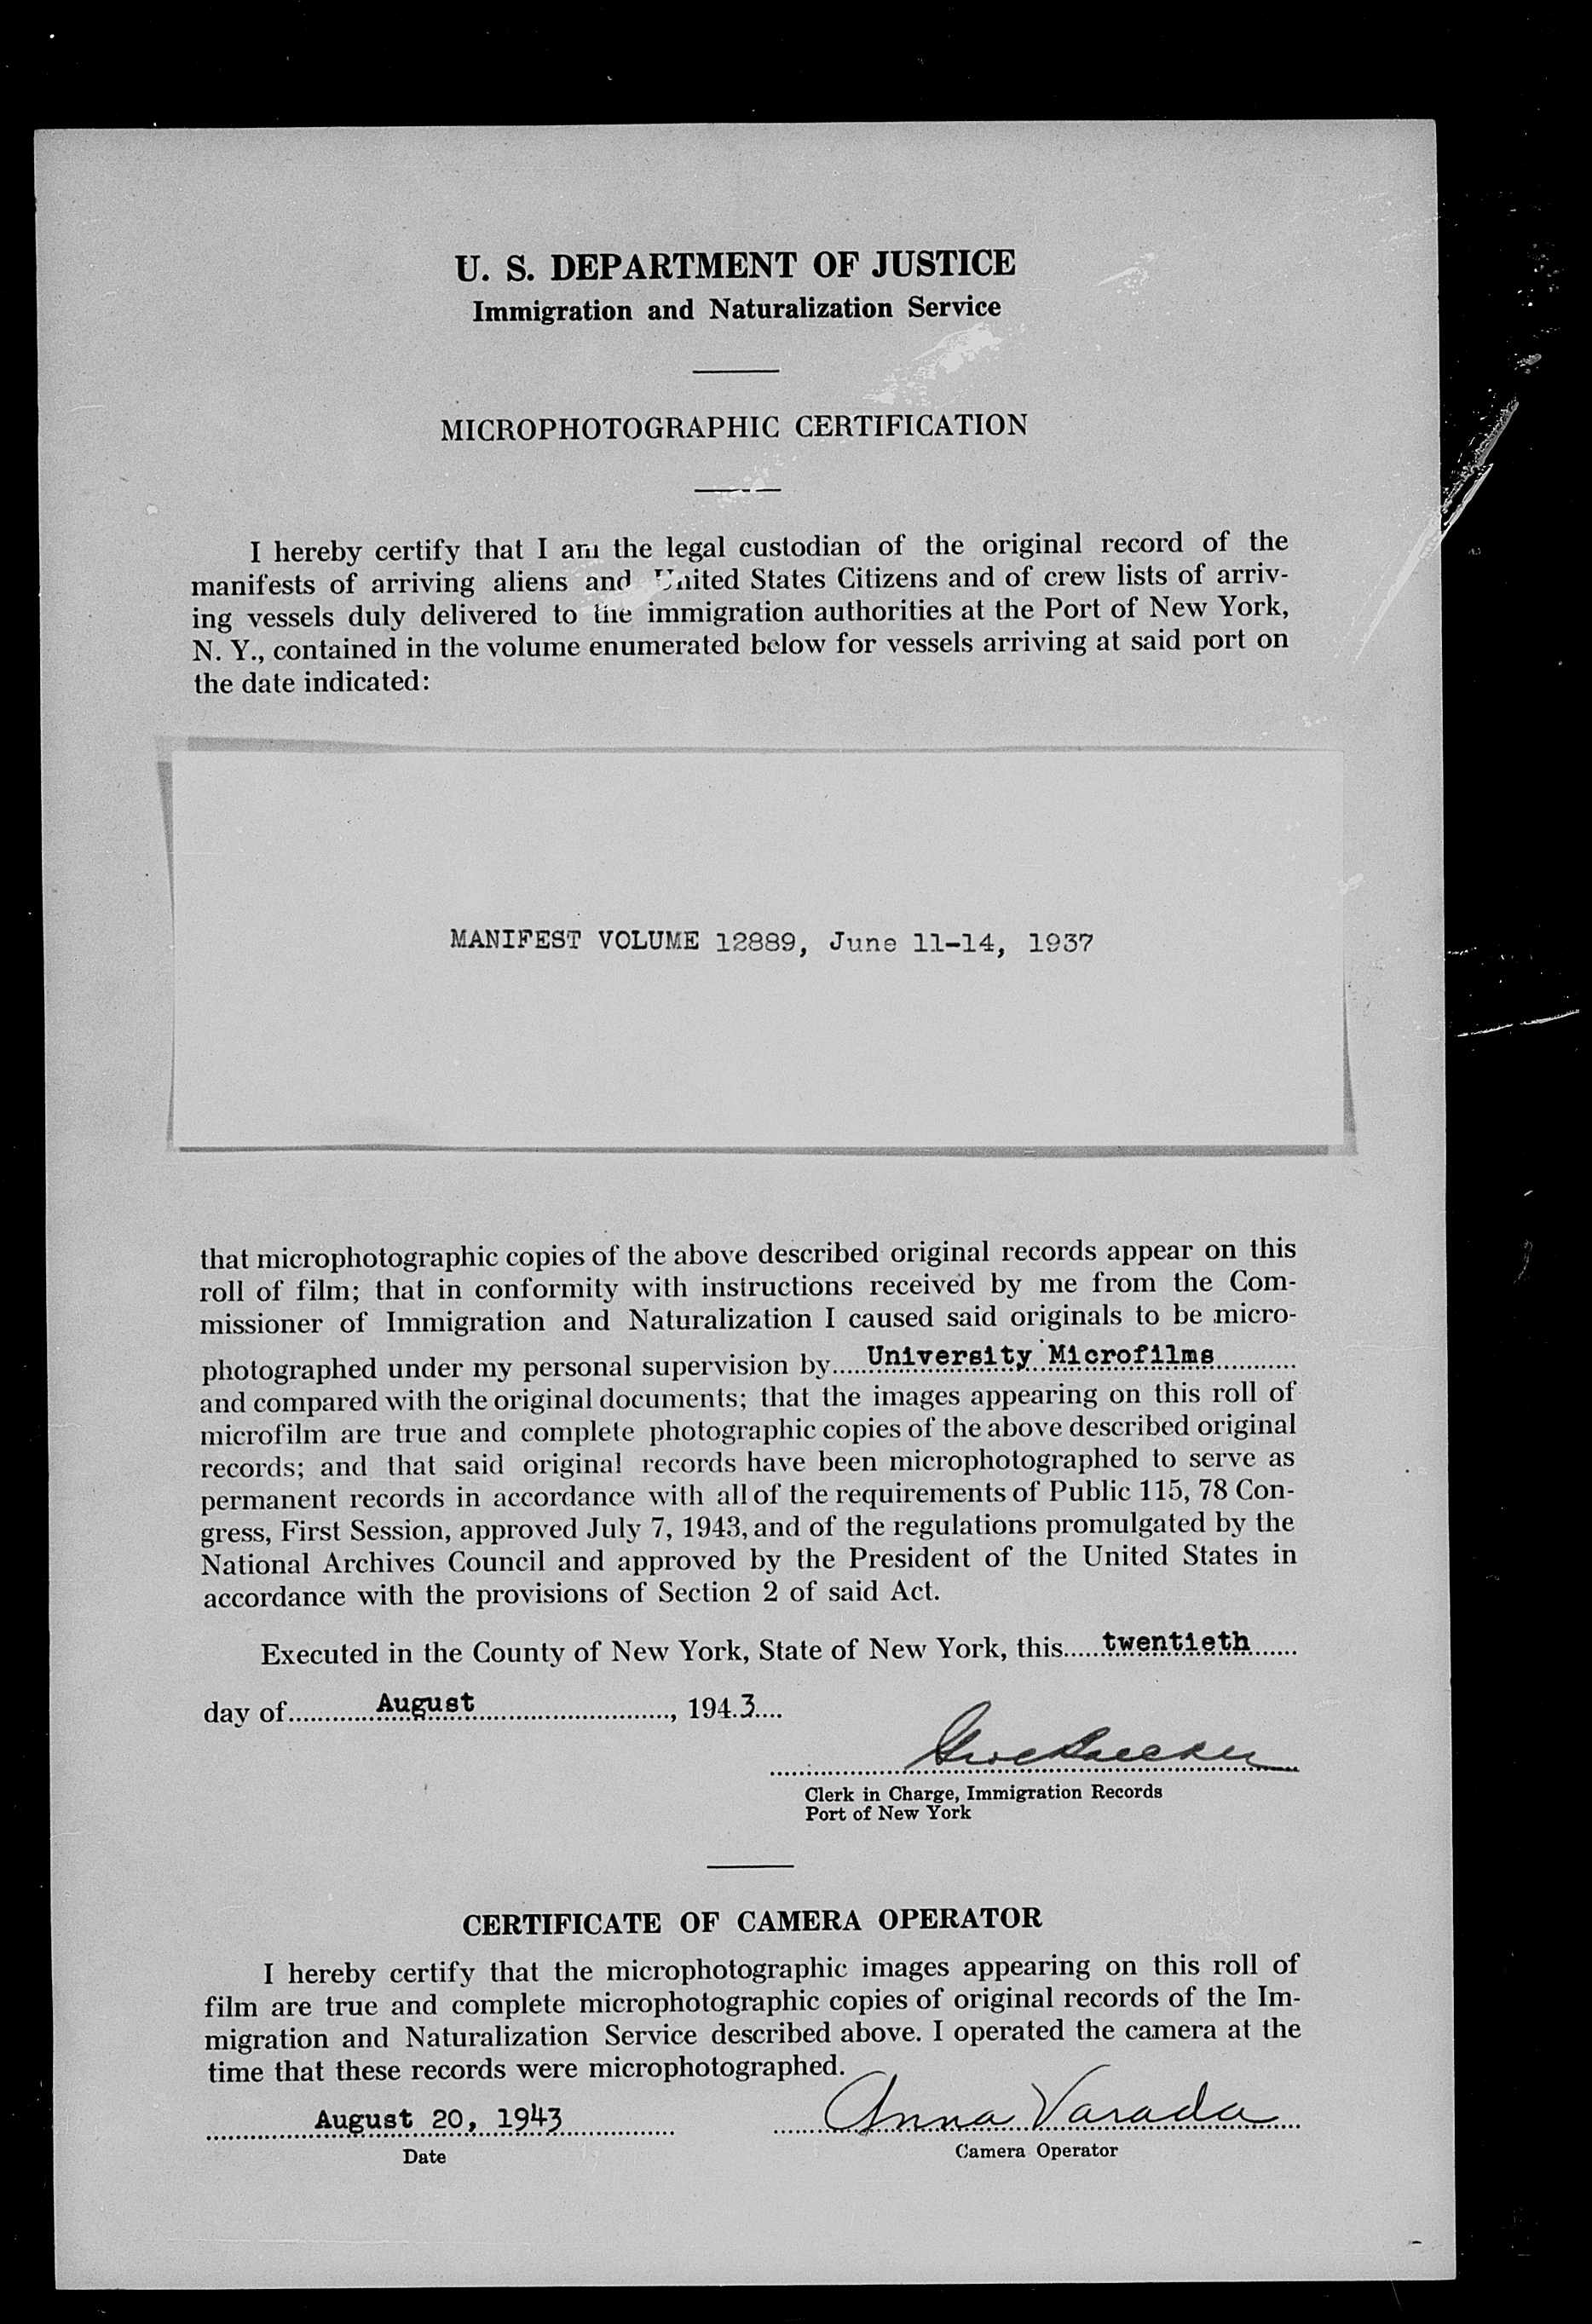 U. S. DEPARTMENT OF JUSTICE
Immigration and Naturalization Service
MICROPHOTOGRAPHIC CERTIFICATION
I hereby certify that I am the legal custodian of the original record of the
manifests of arriving aliens and United States Citizens and of crew lists of arriv-
ing vessels duly delivered to the immigration authorities at the Port of New York,
N. Y., contained in the volume enumerated below for vessels arriving at said port on
the date indicated:
MANIFEST VOLUME 12889, June 11-14, 1937
that microphotographic copies of the above described original records appear on this
roll of film; that in conformity with instructions received by me from the Com-
missioner of Immigration and Naturalization I caused said originals to be micro-
photographed under my personal supervision by.....University Microfilms..........
and compared with the original documents; that the images appearing on this roll of
microfilm are true and complete photographic copies of the above described original
records; and that said original records have been microphotographed to serve as
permanent records in accordance with all of the requirements of Public 115, 78 Con-
gress, First Session, approved July 7, 1943, and of the regulations promulgated by the
National Archives Council and approved by the President of the United States in
accordance with the provisions of Section 2 of said Act.
Executed in the County of New York, State of New York, this.....twentieth......
day of............August............................, 194.3....
Clerk in Charge, Immigration Records
Port of New York
CERTIFICATE OF CAMERA OPERATOR
I hereby certify that the microphotographic images appearing on this roll of
film are true and complete microphotographic copies of original records of the Im-
migration and Naturalization Service described above. I operated the camera at the
time that these records were microphotographed.
August 20, 1943 Anna Varada
Date Camera Operator